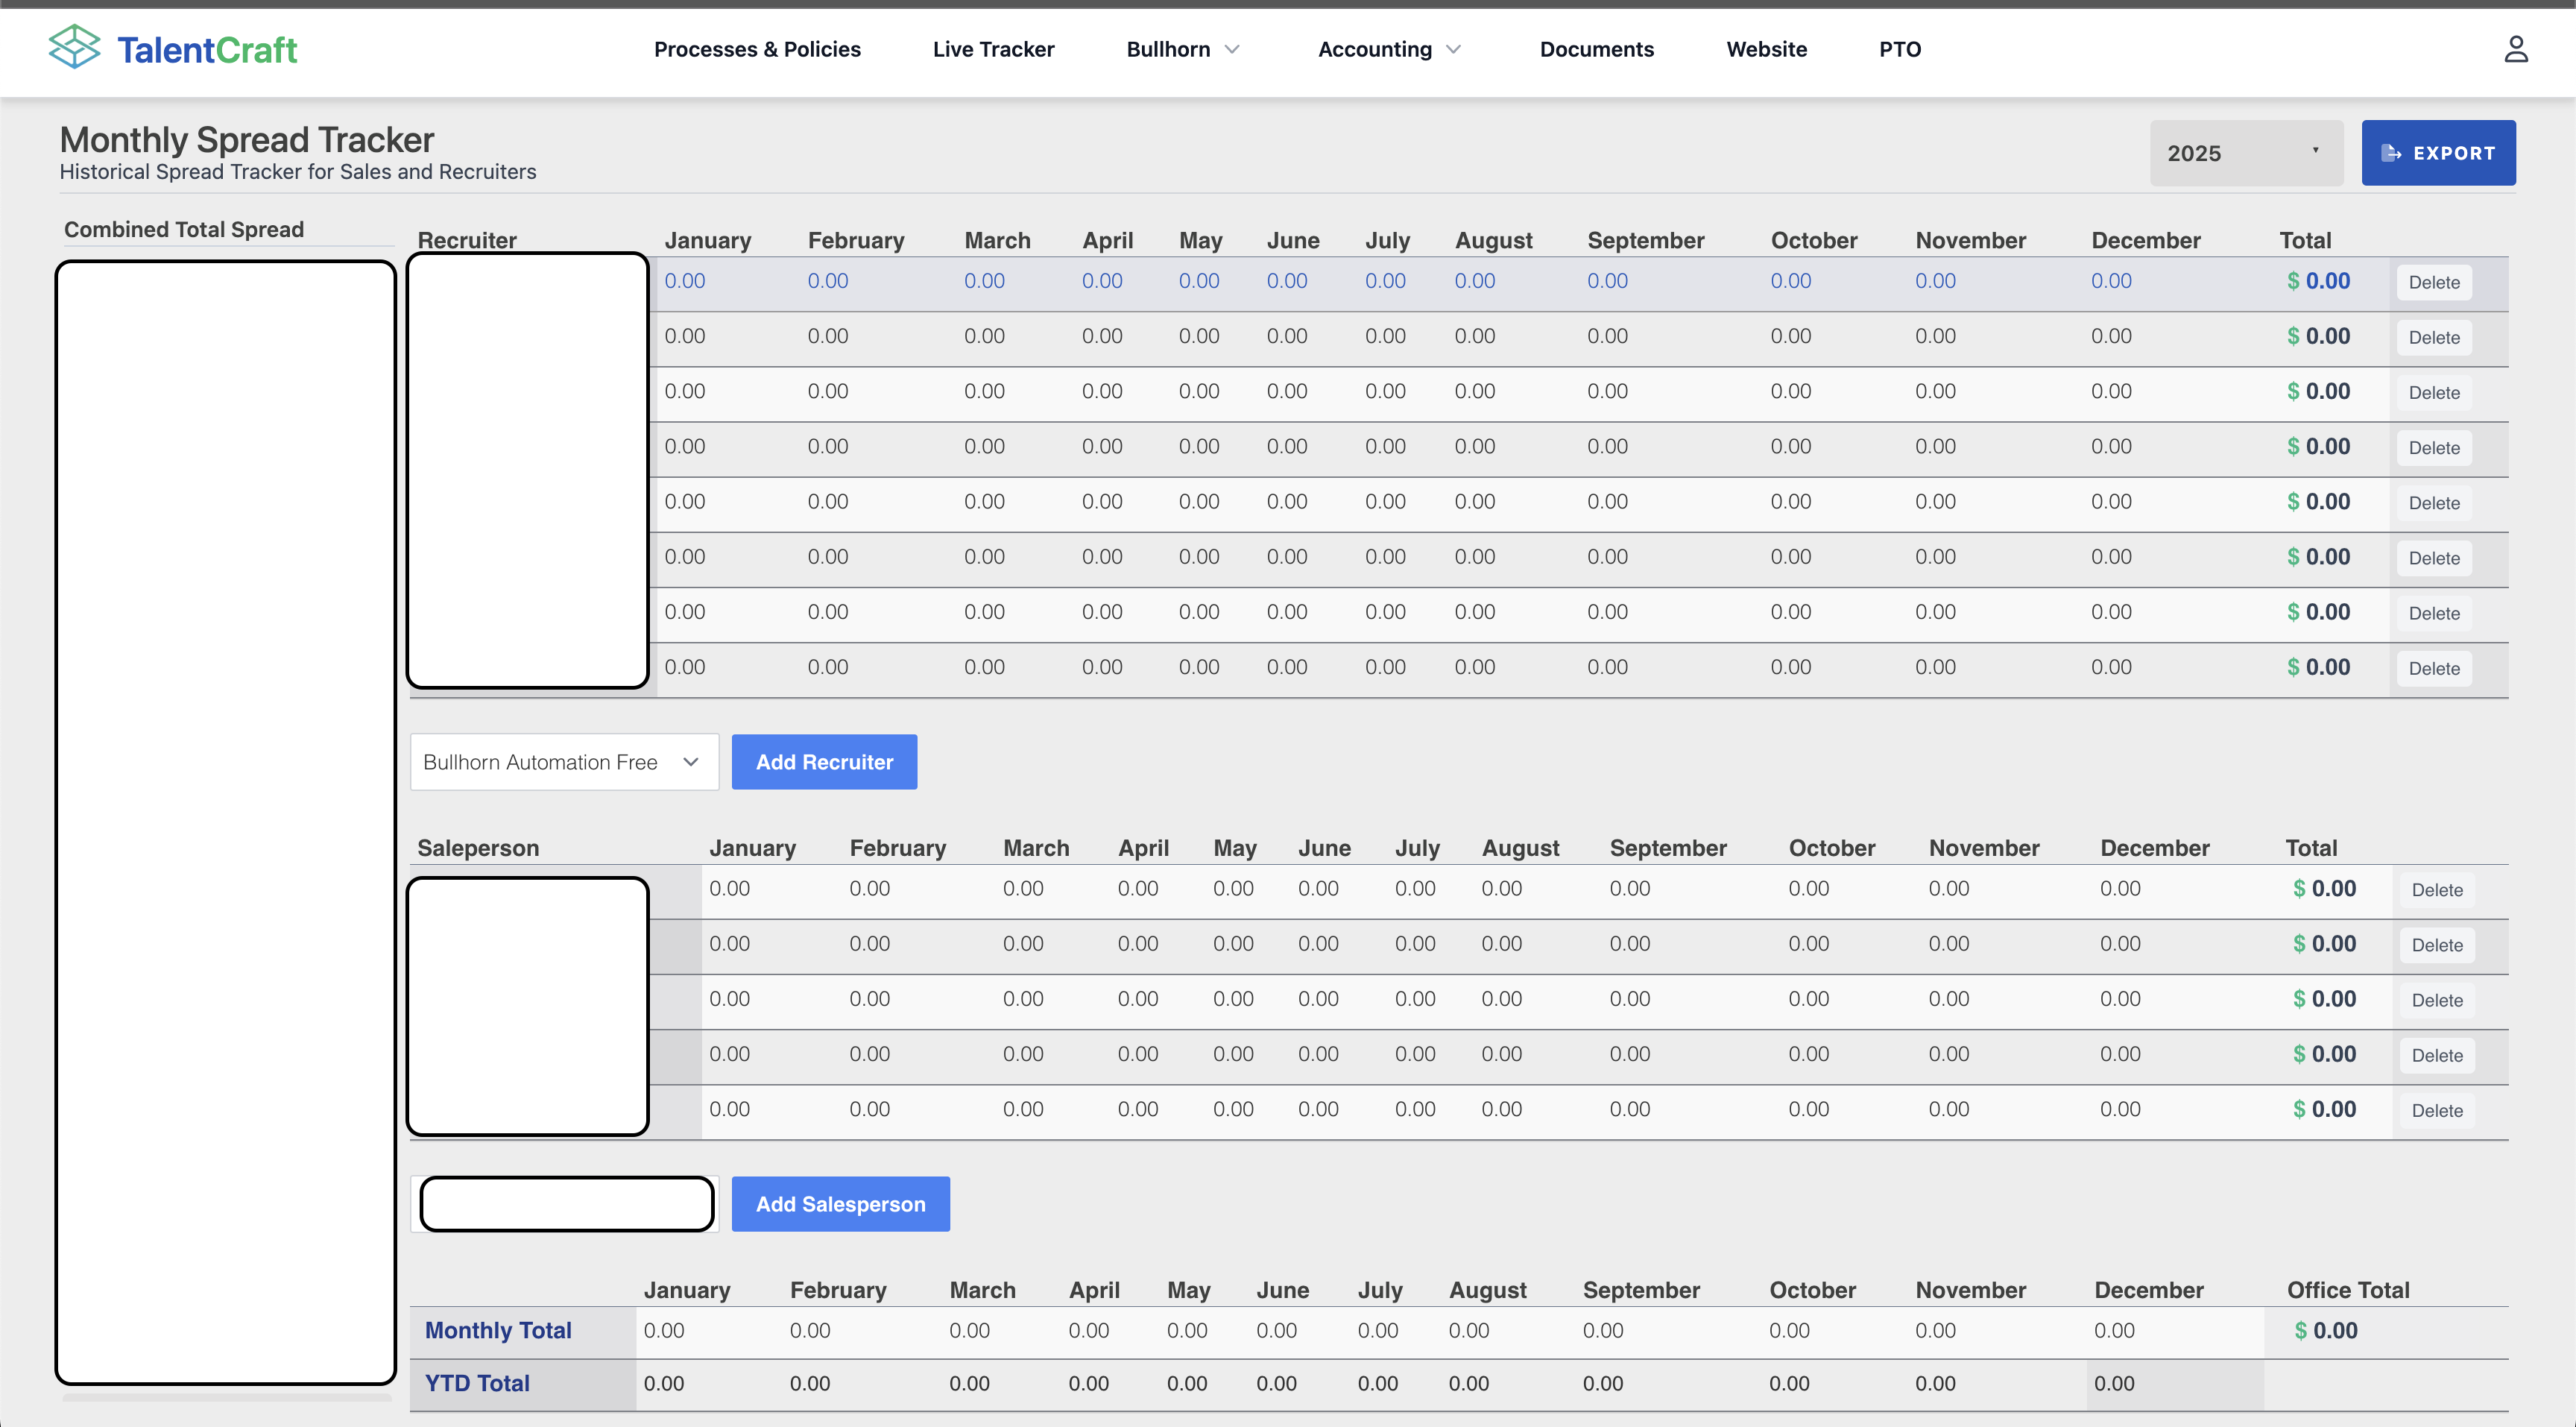 TalentCraft Processes & Policies Live Tracker Bullhorn Accounting Documents Website PTO
Monthly Spread Tracker
Historical Spread Tracker for Sales and Recruiters
2025 EXPORT
Combined Total Spread
Recruiter January February March April May June July August September October November December Total
0.00 0.00 0.00 0.00 0.00 0.00 0.00 0.00 0.00 0.00 0.00 0.00 $ 0.00 Delete
0.00 0.00 0.00 0.00 0.00 0.00 0.00 0.00 0.00 0.00 0.00 0.00 $ 0.00 Delete
0.00 0.00 0.00 0.00 0.00 0.00 0.00 0.00 0.00 0.00 0.00 0.00 $ 0.00 Delete
0.00 0.00 0.00 0.00 0.00 0.00 0.00 0.00 0.00 0.00 0.00 0.00 $ 0.00 Delete
0.00 0.00 0.00 0.00 0.00 0.00 0.00 0.00 0.00 0.00 0.00 0.00 $ 0.00 Delete
0.00 0.00 0.00 0.00 0.00 0.00 0.00 0.00 0.00 0.00 0.00 0.00 $ 0.00 Delete
0.00 0.00 0.00 0.00 0.00 0.00 0.00 0.00 0.00 0.00 0.00 0.00 $ 0.00 Delete
0.00 0.00 0.00 0.00 0.00 0.00 0.00 0.00 0.00 0.00 0.00 0.00 $ 0.00 Delete
Bullhorn Automation Free Add Recruiter
Saleperson January February March April May June July August September October November December Total
0.00 0.00 0.00 0.00 0.00 0.00 0.00 0.00 0.00 0.00 0.00 0.00 $ 0.00 Delete
0.00 0.00 0.00 0.00 0.00 0.00 0.00 0.00 0.00 0.00 0.00 0.00 $ 0.00 Delete
0.00 0.00 0.00 0.00 0.00 0.00 0.00 0.00 0.00 0.00 0.00 0.00 $ 0.00 Delete
0.00 0.00 0.00 0.00 0.00 0.00 0.00 0.00 0.00 0.00 0.00 0.00 $ 0.00 Delete
0.00 0.00 0.00 0.00 0.00 0.00 0.00 0.00 0.00 0.00 0.00 0.00 $ 0.00 Delete
Add Salesperson
January February March April May June July August September October November December Office Total
Monthly Total 0.00 0.00 0.00 0.00 0.00 0.00 0.00 0.00 0.00 0.00 0.00 0.00 $ 0.00
YTD Total 0.00 0.00 0.00 0.00 0.00 0.00 0.00 0.00 0.00 0.00 0.00 0.00